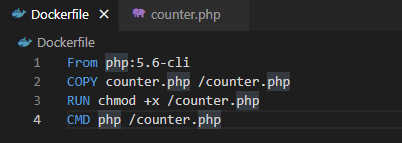 Dockerfile
counter.php
Dockerfile
1 From php:5.6-cli
2 COPY counter.php /counter.php
3 RUN chmod +x /counter.php
4 CMD php /counter.php